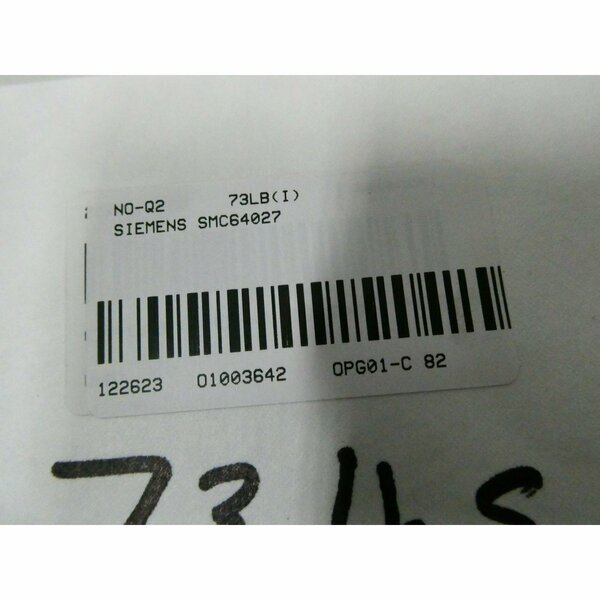 NO-Q2 73LB(I)
SIEMENS SMC64027
122623 01003642 OPG01-C 82
73 lbs